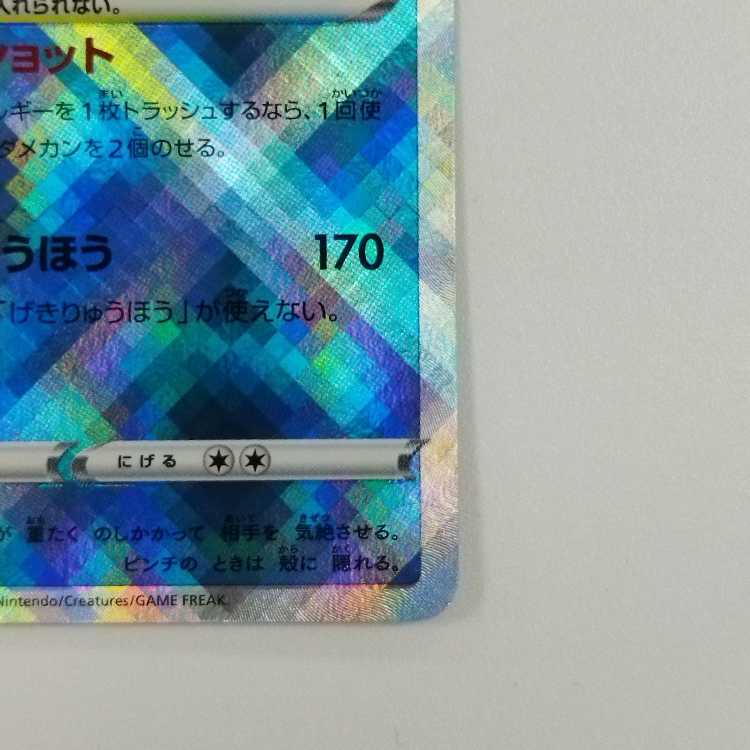 入れられない。
ョット
ルギーを1枚トラッシュするなら、1回使
ダメカンを2個のせる。
うほう 170
「げきりゅうほう」が使えない。
にげる
が 重たく のしかかって 相手を 気絶させる。
ピンチの ときは 殻に 隠れる。
Nintendo/Creatures/GAME FREAK.